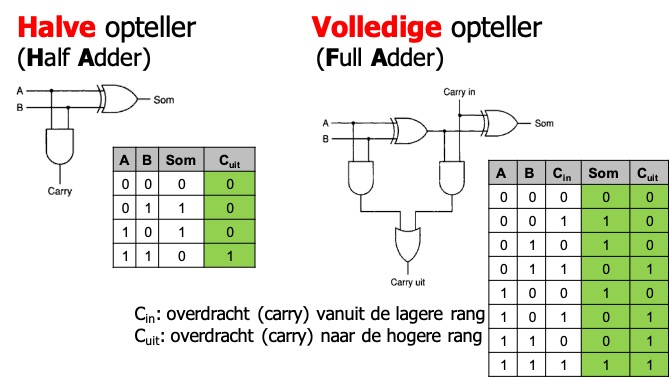 Halve opteller
(Half Adder)
A
B
Som
Carry
A B Som Cuit
0 0 0 0
0 1 1 0
1 0 1 0
1 1 0 1
Volledige opteller
(Full Adder)
Carry in
A
B
Som
Carry uit
A B Cin Som Cuit
0 0 0 0 0
0 0 1 1 0
0 1 0 1 0
0 1 1 0 1
1 0 0 1 0
1 0 1 0 1
1 1 0 0 1
1 1 1 1 1
Cin: overdracht (carry) vanuit de lagere rang
Cuit: overdracht (carry) naar de hogere rang